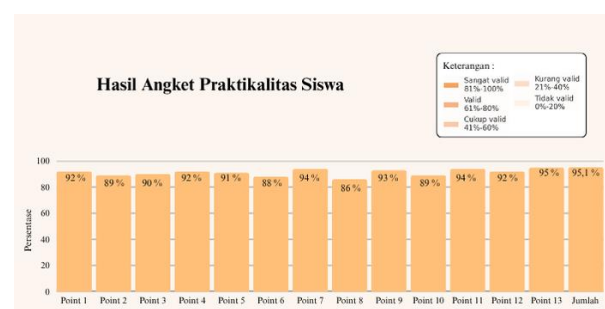 Hasil Angket Praktikalitas Siswa
Keterangan :
Sangat valid
81%-100%
Valid
61%-80%
Cukup valid
41%-60%
Kurang valid
21%-40%
Tidak valid
0%-20%
Persentase
100
80
60
40
20
0
92 %
89 %
90 %
92 %
91 %
88 %
94 %
86 %
93 %
89 %
94 %
92 %
95 %
95,1 %
Point 1
Point 2
Point 3
Point 4
Point 5
Point 6
Point 7
Point 8
Point 9
Point 10
Point 11
Point 12
Point 13
Jumlah